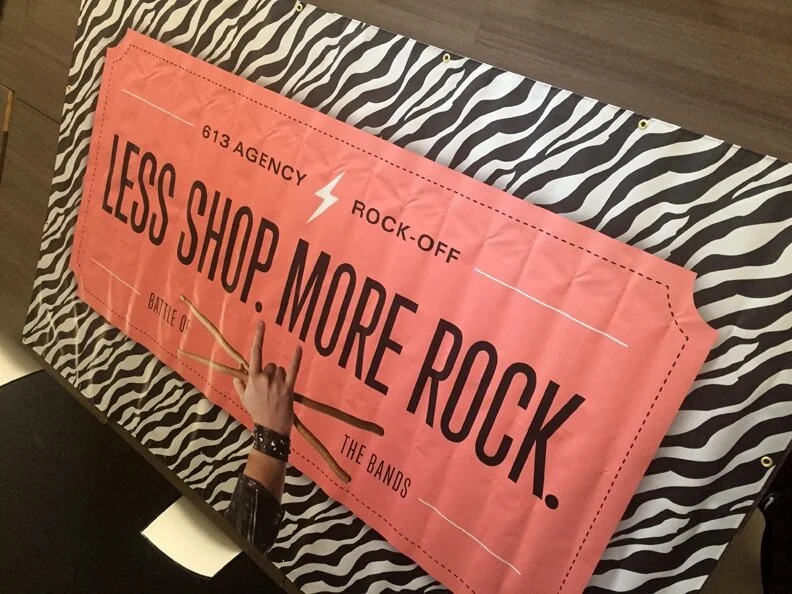 613 AGENCY ROCK-OFF
LESS SHOP. MORE ROCK.
BATTLE OF THE BANDS